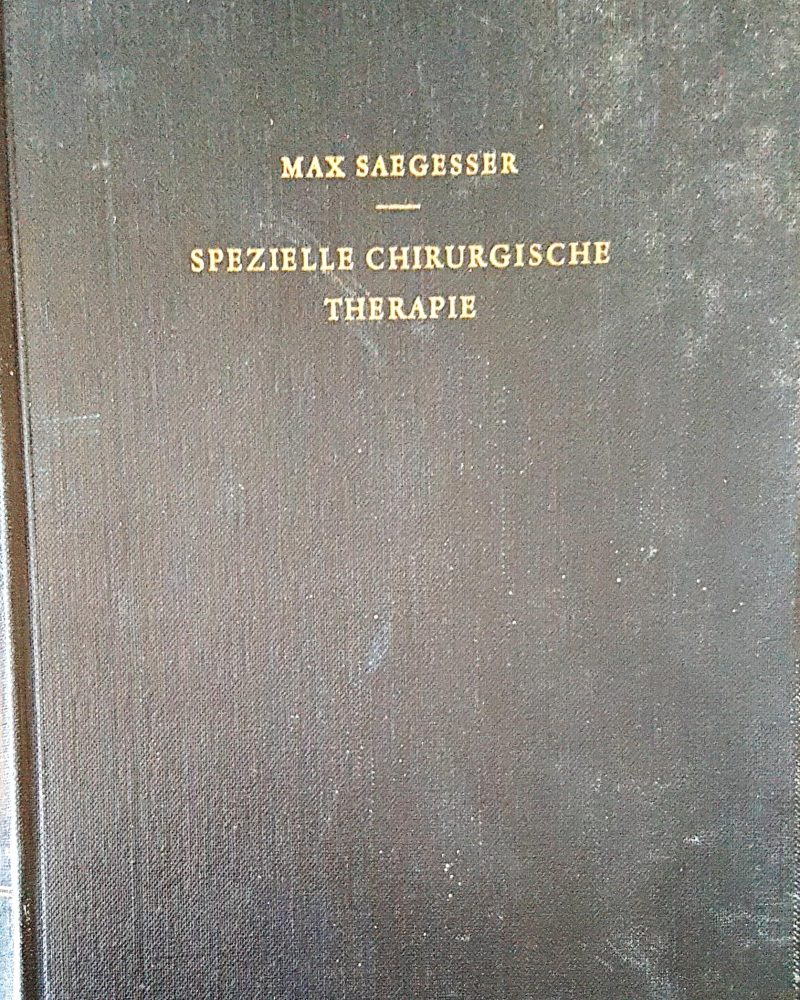 MAX SAEGESSER
SPEZIELLE CHIRURGISCHE
THERAPIE